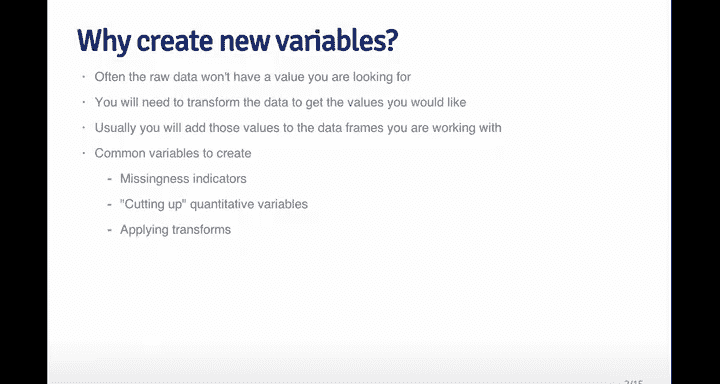 Why create new variables?
· Often the raw data won't have a value you are looking for
· You will need to transform the data to get the values you would like
· Usually you will add those values to the data frames you are working with
· Common variables to create
- Missingness indicators
- "Cutting up" quantitative variables
- Applying transforms
2/15